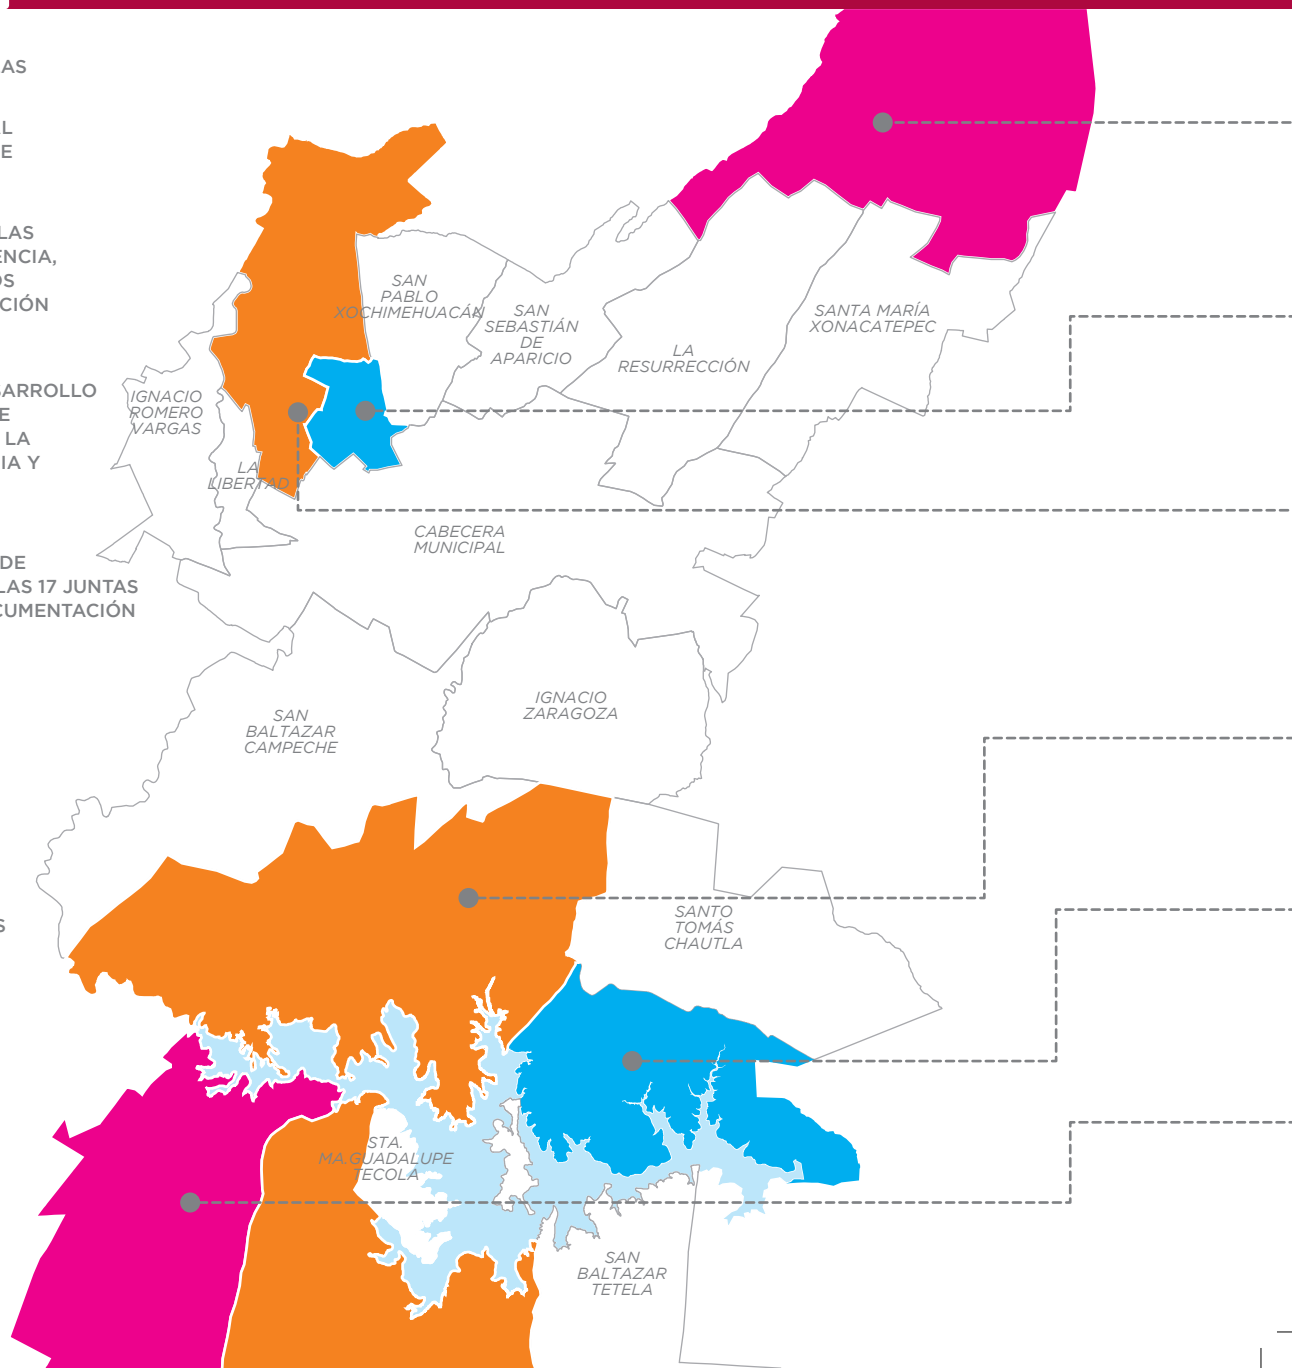 AS
AL
E
LAS
ENCIA,
OS
CIÓN
SARROLLO
E
LA
IA Y
DE
LAS 17 JUNTAS
CUMENTACIÓN
S
SAN
PABLO
XOCHIMEHUACÁN
SAN
SEBASTIÁN
DE
APARICIO
LA
RESURRECCIÓN
SANTA MARÍA
XONACATEPEC
IGNACIO
ROMERO
VARGAS
LA
LIBERTAD
CABECERA
MUNICIPAL
IGNACIO
ZARAGOZA
SAN
BALTAZAR
CAMPECHE
SANTO
TOMÁS
CHAUTLA
STA.
MA.GUADALUPE
TECOLA
SAN
BALTAZAR
TETELA